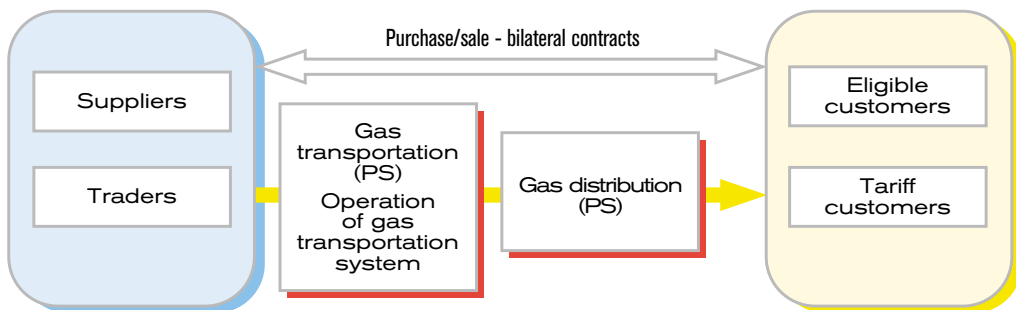 Purchase/sale - bilateral contracts
Suppliers
Traders
Gas
transportation
(PS)
Operation
of gas
transportation
system
Gas distribution
(PS)
Eligible
customers
Tariff
customers